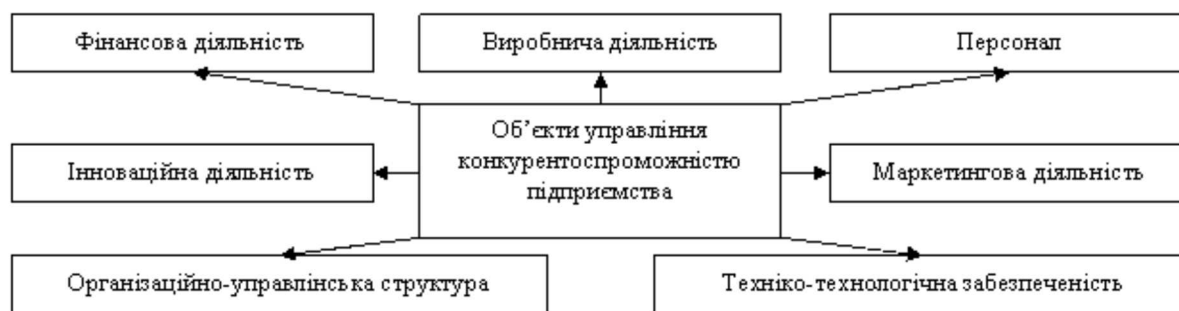 Фінансова діяльність
Виробнича діяльність
Персонал
Об’єкти управління
конкурентоспроможністю
підприємства
Інноваційна діяльність
Маркетингова діяльність
Організаційно-управлінська структура
Техніко-технологічна забезпеченість